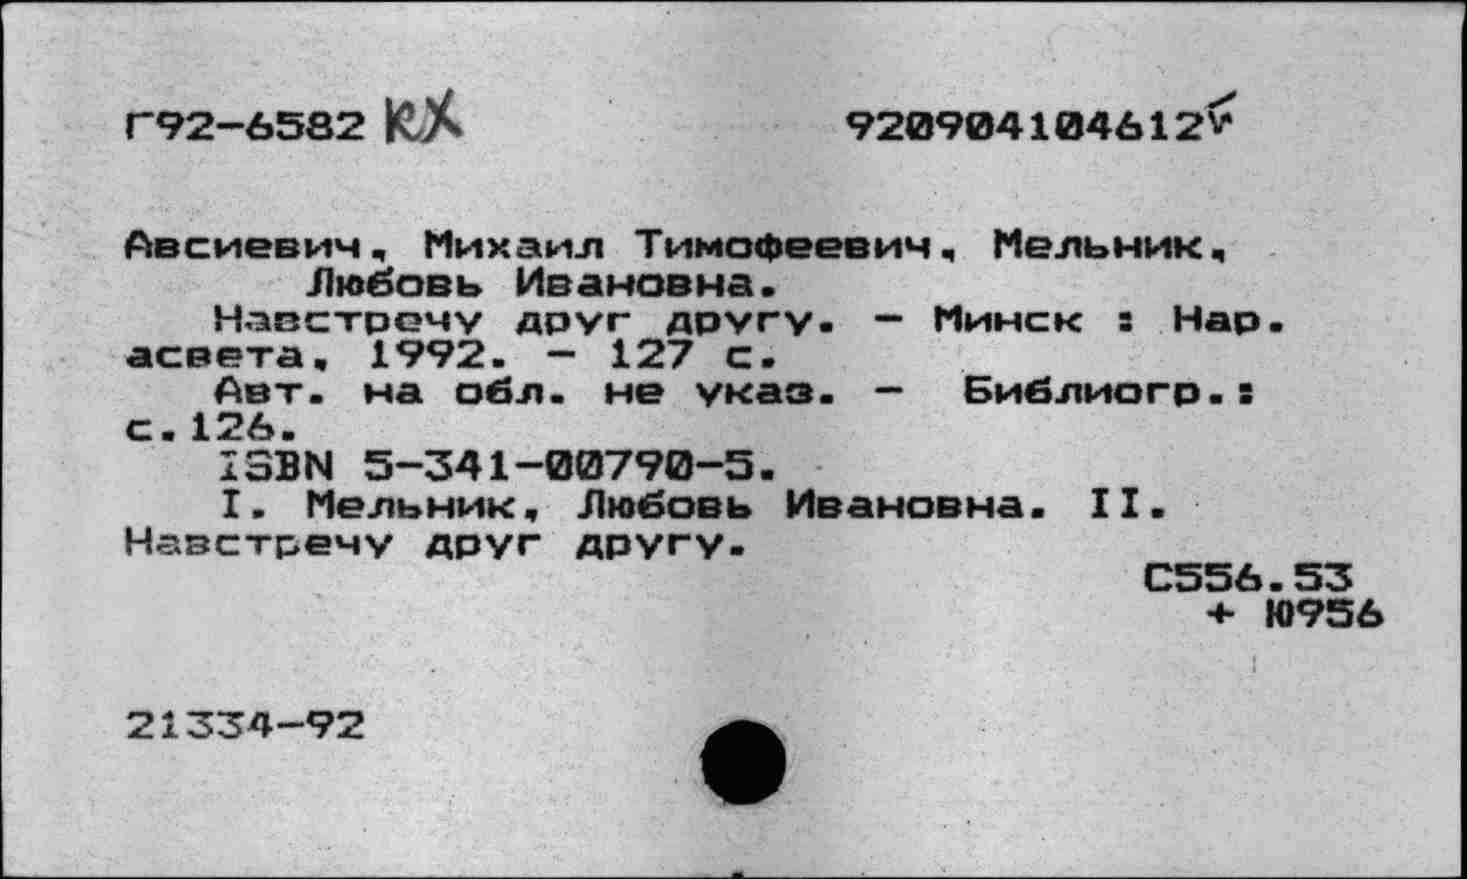 Г92-6582 КХ 920904104612
Авсиевич, Михаил Тимофеевич, Мельник,
Любовь Ивановна.
Навстречу друг другу. - Минск : Нар.
асвета, 1992. - 127 с.
Авт. на обл. не указ. - Библиогр.:
с.126.
ISBN 5-341-00790-5.
I. Мельник, Любовь Ивановна. II.
Навстречу друг другу.
С556.53
+ Ю956
21334-92